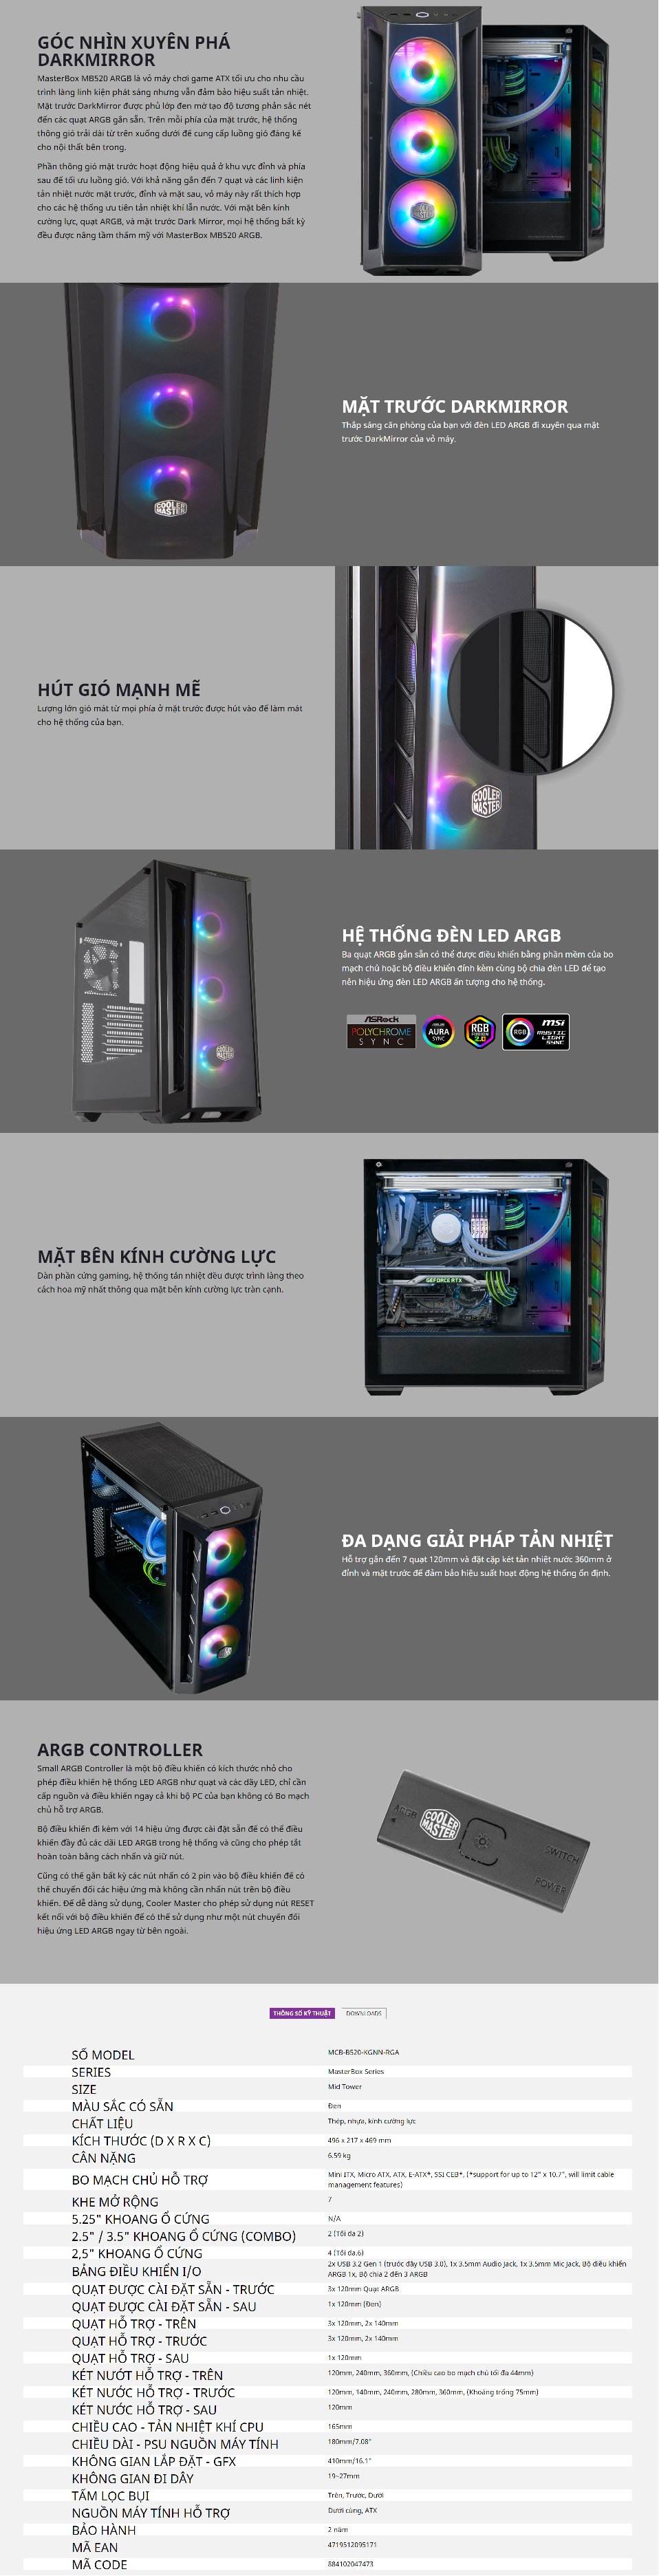 GÓC NHÌN XUYÊN PHÁ
DARKMIRROR
MasterBox MB520 ARGB là vỏ máy chơi game ATX tối ưu cho nhu cầu
trình làng linh kiện phát sáng nhưng vẫn đảm bảo hiệu suất tản nhiệt.
Mặt trước DarkMirror được phủ lớp đen mờ tạo độ tương phản sắc nét
đến các quạt ARGB gắn sẵn. Trên mỗi phía của mặt trước, hệ thống
thông gió trải dài từ trên xuống dưới để cung cấp luồng gió đáng kể
cho nội thất bên trong.
Phần thông gió mặt trước hoạt động hiệu quả ở khu vực đỉnh và phía
sau để tối ưu luồng gió. Với khả năng gắn đến 7 quạt và các linh kiện
tản nhiệt nước mặt trước, đỉnh và mặt sau, vỏ máy này rất thích hợp
cho các hệ thống ưu tiên tản nhiệt khí lẫn nước. Với mặt bên kính
cường lực, quạt ARGB, và mặt trước Dark Mirror, mọi hệ thống bất kỳ
đều được nâng tầm thẩm mỹ với MasterBox MB520 ARGB.
MẶT TRƯỚC DARKMIRROR
Thắp sáng căn phòng của bạn với đèn LED ARGB đi xuyên qua mặt
trước DarkMirror của vỏ máy.
COOLER
MASTER
HÚT GIÓ MẠNH MẼ
Lượng lớn gió mát từ mọi phía ở mặt trước được hút vào để làm mát
cho hệ thống của bạn.
COOLER
MASTER
HỆ THỐNG ĐÈN LED ARGB
Ba quạt ARGB gắn sẵn có thể được điều khiển bằng phần mềm của bo
mạch chủ hoặc bộ điều khiển đính kèm cùng bộ chia đèn LED để tạo
nên hiệu ứng đèn LED ARGB ấn tượng cho hệ thống.
ASRock
POLYCHROME
SYNC
AURA
SYNC
RGB
2.0
RGB
msi
MYSTIC
LIGHT
SYNC
COOLER
MASTER
MẶT BÊN KÍNH CƯỜNG LỰC
Dàn phần cứng gaming, hệ thống tản nhiệt đều được trình làng theo
cách hoa mỹ nhất thông qua mặt bên kính cường lực tràn cạnh.
GEFORCE RTX
ĐA DẠNG GIẢI PHÁP TẢN NHIỆT
Hỗ trợ gắn đến 7 quạt 120mm và đặt cặp két tản nhiệt nước 360mm ở
đỉnh và mặt trước để đảm bảo hiệu suất hoạt động hệ thống ổn định.
ARGB CONTROLLER
Small ARGB Controller là một bộ điều khiển có kích thước nhỏ cho
phép điều khiển hệ thống LED ARGB như quạt và các dây LED, chỉ cần
cấp nguồn và điều khiển ngay cả khi bộ PC của bạn không có Bo mạch
chủ hỗ trợ ARGB.
Bộ điều khiển đi kèm với 14 hiệu ứng được cài đặt sẵn để có thể điều
khiển đầy đủ các dải LED ARGB trong hệ thống và cũng cho phép tắt
hoàn toàn bằng cách nhấn và giữ nút.
Cũng có thể gắn bất kỳ các nút nhấn có 2 pin vào bộ điều khiển để có
thể chuyển đổi các hiệu ứng mà không cần nhấn nút trên bộ điều
khiển. Để dễ dàng sử dụng, Cooler Master cho phép sử dụng nút RESET
kết nối với bộ điều khiển để có thể sử dụng như một nút chuyển đổi
hiệu ứng LED ARGB ngay từ bên ngoài.
ARGB
COOLER
MASTER
SWITCH
POWER
THÔNG SỐ KỸ THUẬT DOWNLOADS
SỐ MODEL MCB-B520-KGNN-RGA
SERIES MasterBox Series
SIZE Mid Tower
MÀU SẮC CÓ SẴN Đen
CHẤT LIỆU Thép, nhựa, kính cường lực
KÍCH THƯỚC (D X R X C) 496 x 217 x 469 mm
CÂN NẶNG 6.59 kg
BO MẠCH CHỦ HỖ TRỢ Mini ITX, Micro ATX, ATX, E-ATX*, SSI CEB*, (*support for up to 12" x 10.7", will limit cable
management features)
KHE MỞ RỘNG 7
5.25" KHOANG Ổ CỨNG N/A
2.5" / 3.5" KHOANG Ổ CỨNG (COMBO) 2 (Tối đa 2)
2,5" KHOANG Ổ CỨNG 4 (Tối đa.6)
BẢNG ĐIỀU KHIỂN I/O 2x USB 3.2 Gen 1 (trước đây USB 3.0), 1x 3.5mm Audio Jack, 1x 3.5mm Mic Jack, Bộ điều khiển
ARGB 1x, Bộ chia 2 đến 3 ARGB
QUẠT ĐƯỢC CÀI ĐẶT SẴN - TRƯỚC 3x 120mm Quạt ARGB
QUẠT ĐƯỢC CÀI ĐẶT SẴN - SAU 1x 120mm (Đen)
QUẠT HỖ TRỢ - TRÊN 3x 120mm, 2x 140mm
QUẠT HỖ TRỢ - TRƯỚC 3x 120mm, 2x 140mm
QUẠT HỖ TRỢ - SAU 1x 120mm
KÉT NƯỚT HỖ TRỢ - TRÊN 120mm, 240mm, 360mm, (Chiều cao bo mạch chủ tối đa 44mm)
KÉT NƯỚC HỖ TRỢ - TRƯỚC 120mm, 140mm, 240mm, 280mm, 360mm, (Khoảng trống 75mm)
KÉT NƯỚC HỖ TRỢ - SAU 120mm
CHIỀU CAO - TẢN NHIỆT KHÍ CPU 165mm
CHIỀU DÀI - PSU NGUỒN MÁY TÍNH 180mm/7.08"
KHÔNG GIAN LẮP ĐẶT - GFX 410mm/16.1"
KHÔNG GIAN ĐI DÂY 19~27mm
TẤM LỌC BỤI Trên, Trước, Dưới
NGUỒN MÁY TÍNH HỖ TRỢ Dưới cùng, ATX
BẢO HÀNH 2 năm
MÃ EAN 4719512095171
MÃ CODE 884102047473